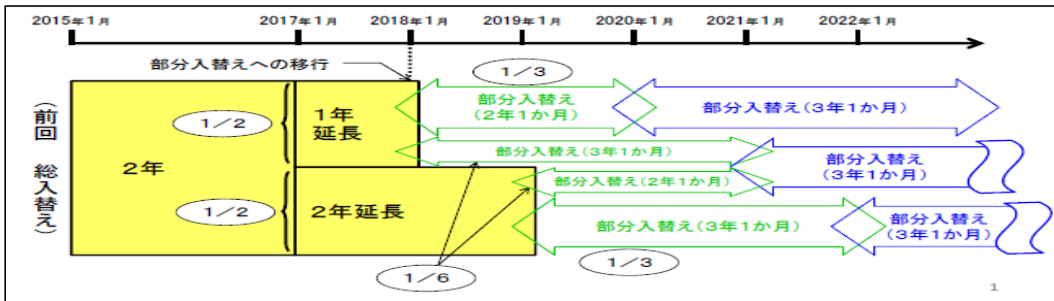 2015年1月 2017年1月 2018年1月 2019年1月 2020年1月 2021年1月 2022年1月
部分入替えへの移行
1/3
(前回 総入替え)
2年
1/2
1年
延長
部分入替え
(2年1か月)
部分入替え(3年1か月)
部分入替え(3年1か月)
部分入替え
(3年1か月)
1/2
2年延長
部分入替え(2年1か月)
部分入替え(3年1か月)
部分入替え
(3年1か月)
1/6
1/3
1